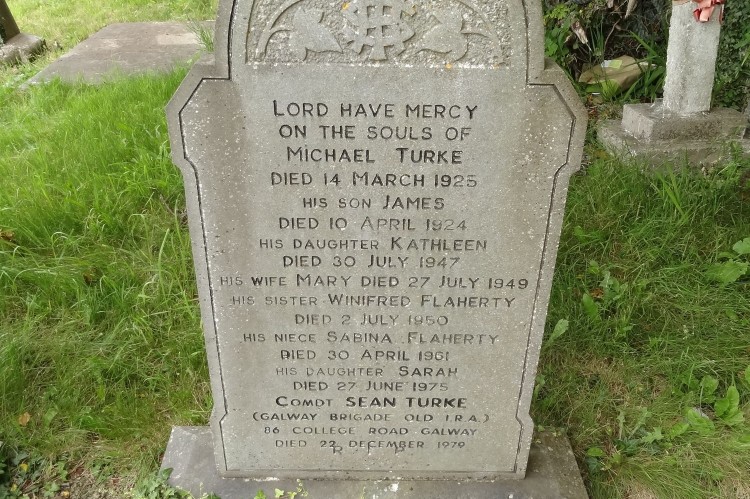 IHS
LORD HAVE MERCY
ON THE SOULS OF
MICHAEL TURKE
DIED 14 MARCH 1925
HIS SON JAMES
DIED 10 APRIL 1924
HIS DAUGHTER KATHLEEN
DIED 30 JULY 1947
HIS WIFE MARY DIED 27 JULY 1949
HIS SISTER WINIFRED FLAHERTY
DIED 2 JULY 1950
HIS NIECE SABINA FLAHERTY
DIED 30 APRIL 1961
HIS DAUGHTER SARAH
DIED 27 JUNE 1975
COMDT SEAN TURKE
(GALWAY BRIGADE OLD I.R.A.)
86 COLLEGE ROAD GALWAY
DIED 22 DECEMBER 1979
R I P